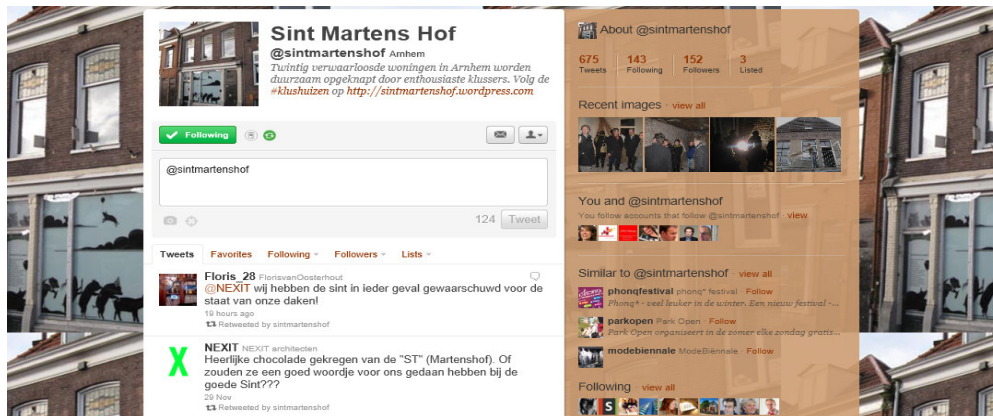 Sint Martens Hof
@sintmartenshof Arnhem
Twintig verwaarloosde woningen in Arnhem worden
duurzaam opgeknapt door enthousiaste klussers. Volg de
#klushuizen op http://sintmartenshof.wordpress.com
Following
@sintmartenshof
124 Tweet
Tweets Favorites Following Followers Lists
Floris_28 FlorisvanOosterhout
@NEXIT wij hebben de sint in ieder geval gewaarschuwd voor de
staat van onze daken!
19 hours ago
Retweeted by sintmartenshof
X
NEXIT NEXIT architecten
Heerlijke chocolade gekregen van de "ST" (Martenshof). Of
zouden ze een goed woordje voor ons gedaan hebben bij de
goede Sint???
29 Nov
Retweeted by sintmartenshof
About @sintmartenshof
675 143 152 3
Tweets Following Followers Listed
Recent images · view all
You and @sintmartenshof
You follow accounts that follow @sintmartenshof · view
Similar to @sintmartenshof · view all
phonqfestival phonq* festival · Follow
Phonq* - veel leuker in de winter. Een nieuw festival -...
parkopen Park Open · Follow
Park Open organiseert in de zomer elke zondag gratis...
modebiennale ModeBiënnale · Follow
Following · view all
S